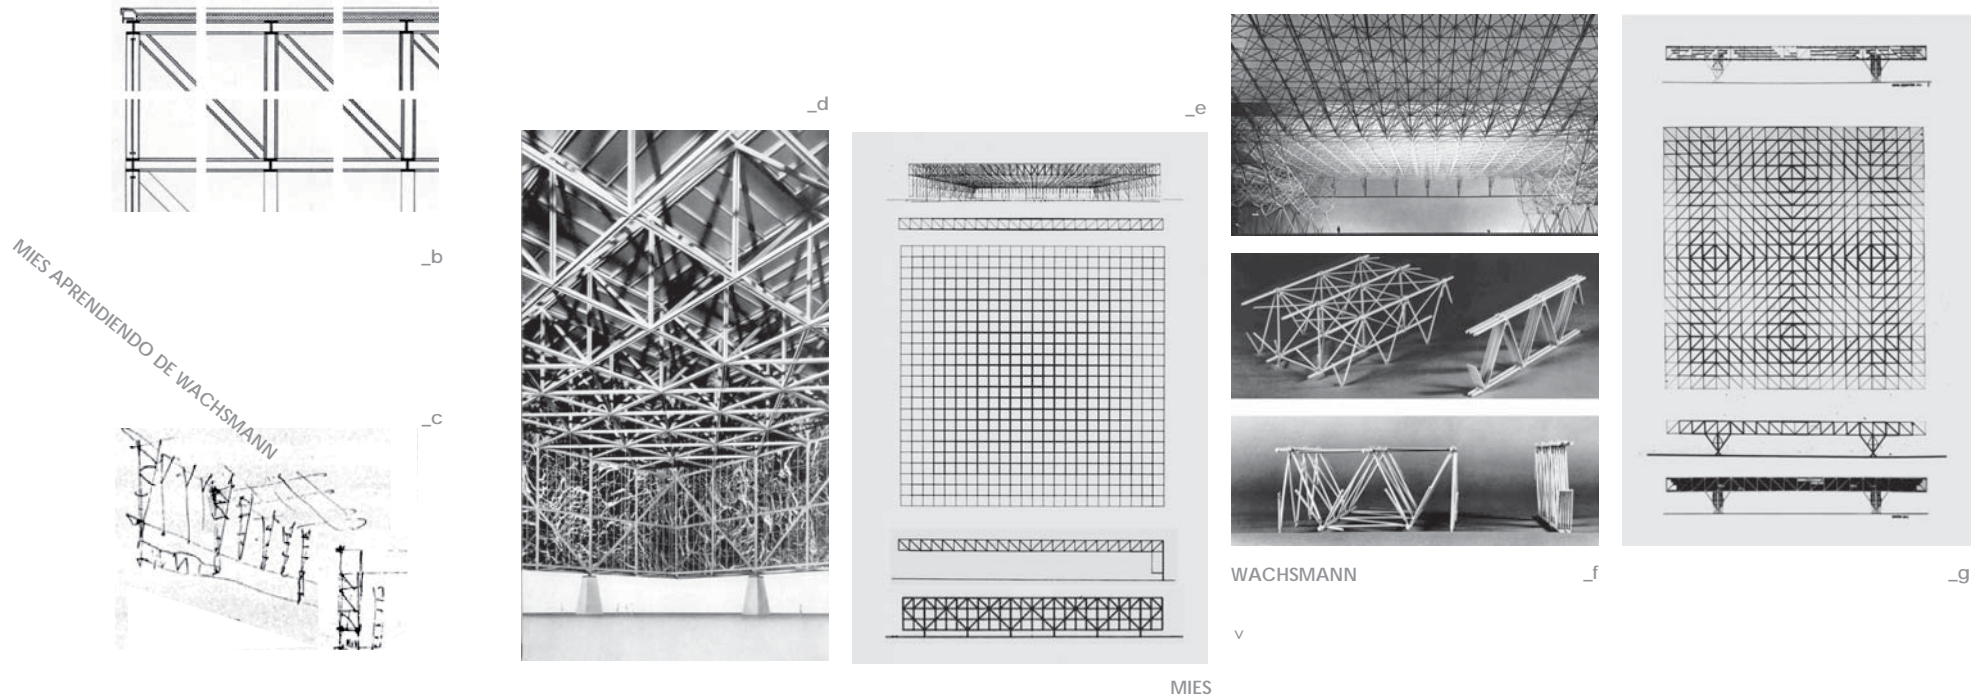 _b
MIES APRENDIENDO DE WACHSMANN
_c
_d
_e
MIES
WACHSMANN
_f
v
_g